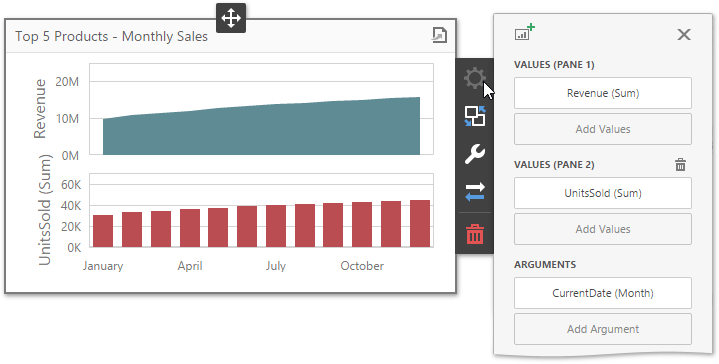 Top 5 Products - Monthly Sales
Revenue
20M
10M
0M
UnitsSold (Sum)
60K
40K
20K
0K
January
April
July
October
VALUES (PANE 1)
Revenue (Sum)
Add Values
VALUES (PANE 2)
UnitsSold (Sum)
Add Values
ARGUMENTS
CurrentDate (Month)
Add Argument